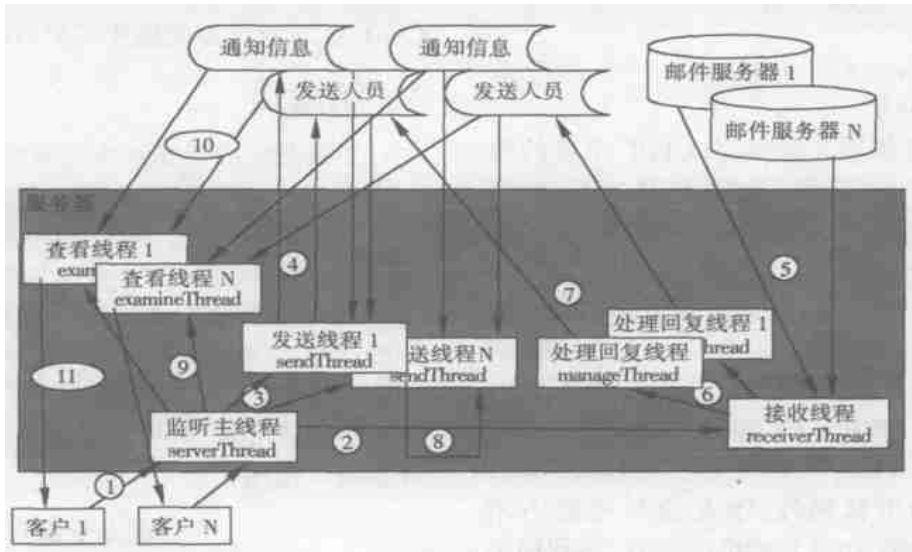 通知信息
通知信息
发送人员
发送人员
邮件服务器 1
邮件服务器 N
10
服务器
查看线程 1
exam
查看线程 N
examineThread
4
5
7
发送线程 1
sendThread
送线程N
sendThread
处理回复线程 1
hread
处理回复线程
manageThread
11
9
3
6
监听主线程
serverThread
2
8
接收线程
receiverThread
1
客户 1
客户 N